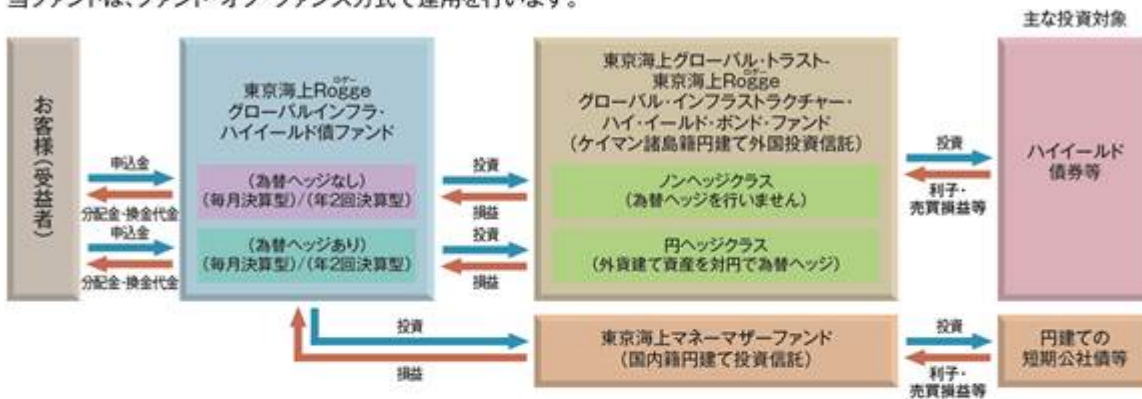 当ファンドは、ファンド・オブ・ファンズ方式で運用を行います。
主な投資対象
お客様(受益者)
申込金
分配金・換金代金
申込金
分配金・換金代金
東京海上Rogge
ロゲー
グローバルインフラ・
ハイイールド債ファンド
(為替ヘッジなし)
(毎月決算型)/(年2回決算型)
(為替ヘッジあり)
(毎月決算型)/(年2回決算型)
投資
損益
投資
損益
東京海上グローバル・トラスト-
東京海上Rogge
ロゲー
グローバル・インフラストラクチャー・
ハイ・イールド・ボンド・ファンド
(ケイマン諸島籍円建て外国投資信託)
ノンヘッジクラス
(為替ヘッジを行いません)
円ヘッジクラス
(外貨建て資産を対円で為替ヘッジ)
投資
利子・
売買損益等
ハイイールド
債券等
投資
損益
東京海上マネーマザーファンド
(国内籍円建て投資信託)
投資
利子・
売買損益等
円建ての
短期公社債等